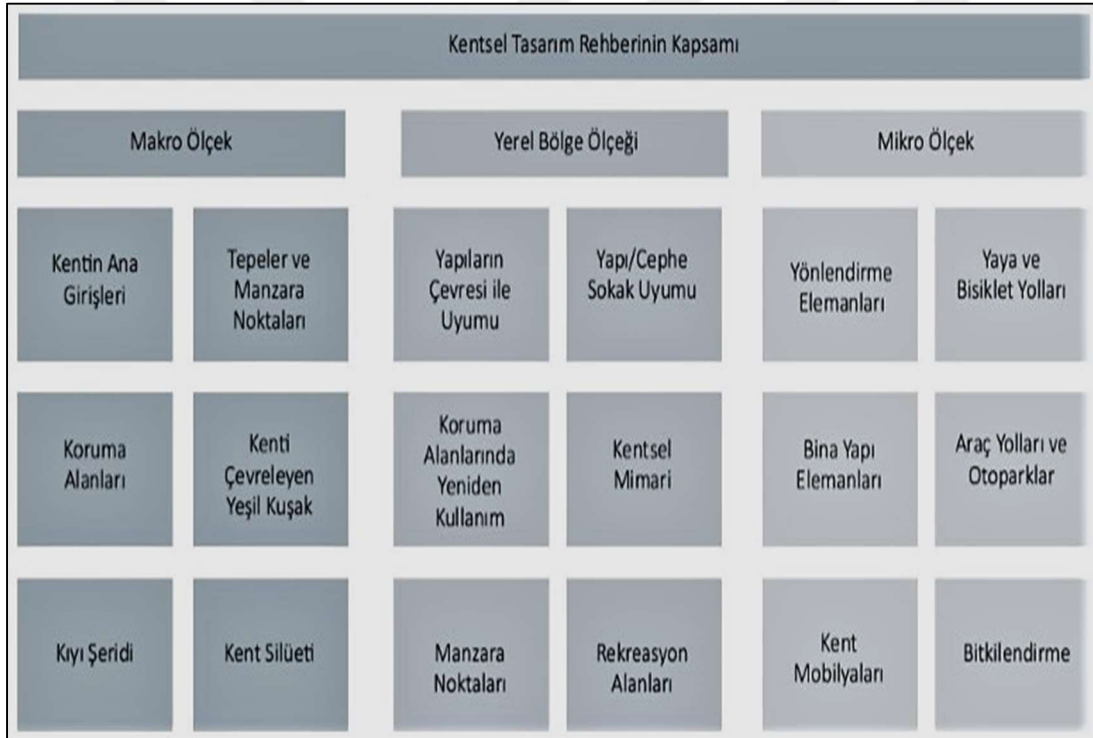 Kentsel Tasarım Rehberinin Kapsamı
Makro Ölçek
Yerel Bölge Ölçeği
Mikro Ölçek
Kentin Ana
Girişleri
Tepeler ve
Manzara
Noktaları
Yapıların
Çevresi ile
Uyumu
Yapı/Cephe
Sokak Uyumu
Yönlendirme
Elemanları
Yaya ve
Bisiklet Yolları
Koruma
Alanları
Kenti
Çevreleyen
Yeşil Kuşak
Koruma
Alanlarında
Yeniden
Kullanım
Kentsel
Mimari
Bina Yapı
Elemanları
Araç Yolları ve
Otoparklar
Kıyı Şeridi
Kent Silüeti
Manzara
Noktaları
Rekreasyon
Alanları
Kent
Mobilyaları
Bitkilendirme